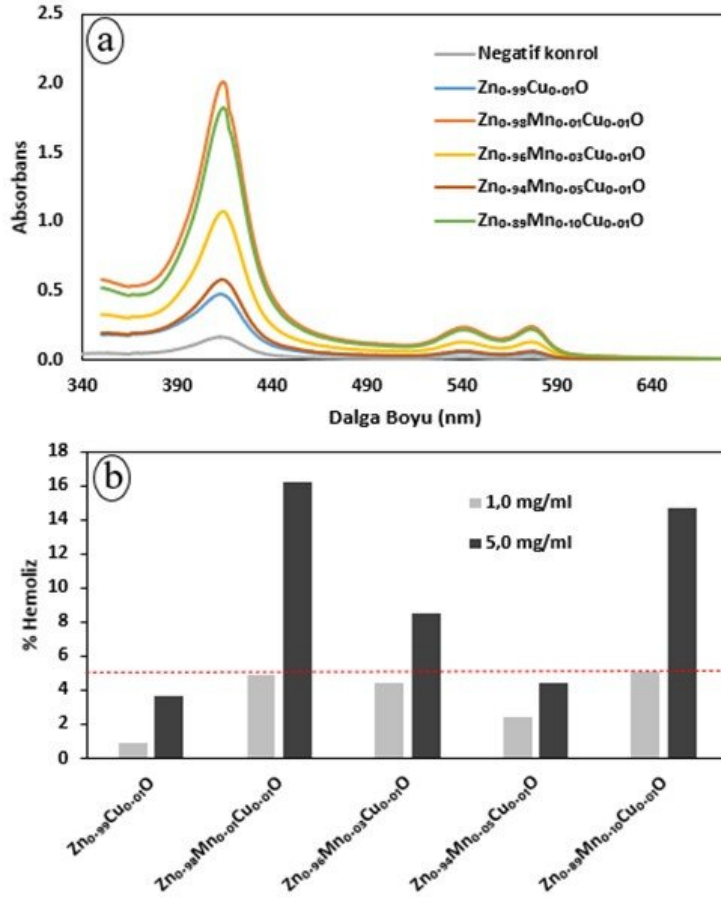 a
2.5
2.0
1.5
1.0
0.5
0.0
Absorbans
Negatif konrol
Zn₀.₉₉Cu₀.₀₁O
Zn₀.₉₈Mn₀.₀₁Cu₀.₀₁O
Zn₀.₉₆Mn₀.₀₃Cu₀.₀₁O
Zn₀.₉₄Mn₀.₀₅Cu₀.₀₁O
Zn₀.₈₉Mn₀.₁₀Cu₀.₀₁O
340 390 440 490 540 590 640
Dalga Boyu (nm)
b
18
16
14
12
10
8
6
4
2
0
% Hemoliz
1,0 mg/ml
5,0 mg/ml
Zn₀.₉₉Cu₀.₀₁O
Zn₀.₉₈Mn₀.₀₁Cu₀.₀₁O
Zn₀.₉₆Mn₀.₀₃Cu₀.₀₁O
Zn₀.₉₄Mn₀.₀₅Cu₀.₀₁O
Zn₀.₈₉Mn₀.₁₀Cu₀.₀₁O